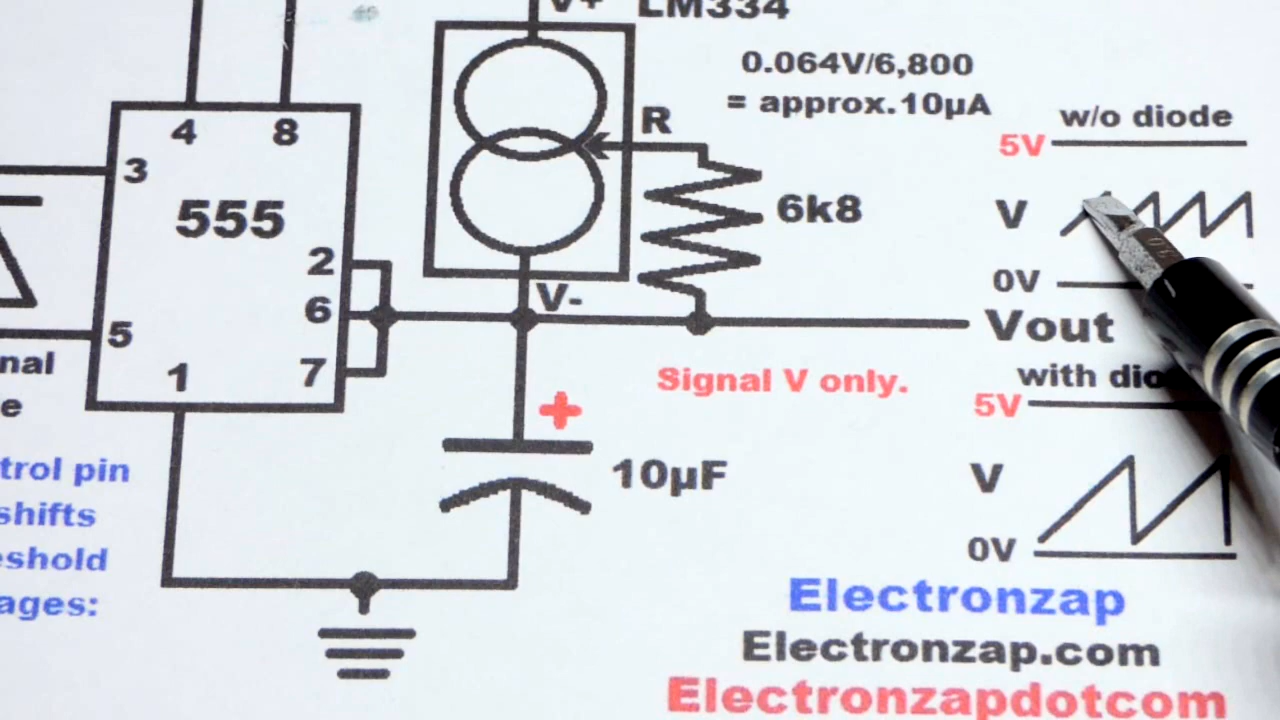 V+ LM334
0.064V/6,800
= approx.10µA
w/o diode
5V
4 8
R
3
555
6k8
V
2
0V
V-
6
Vout
5
1
7
nal
Signal V only.
with dio
e
5V
trol pin
10µF
V
shifts
eshold
0V
ages:
Electronzap
Electronzap.com
Electronzapdotcom